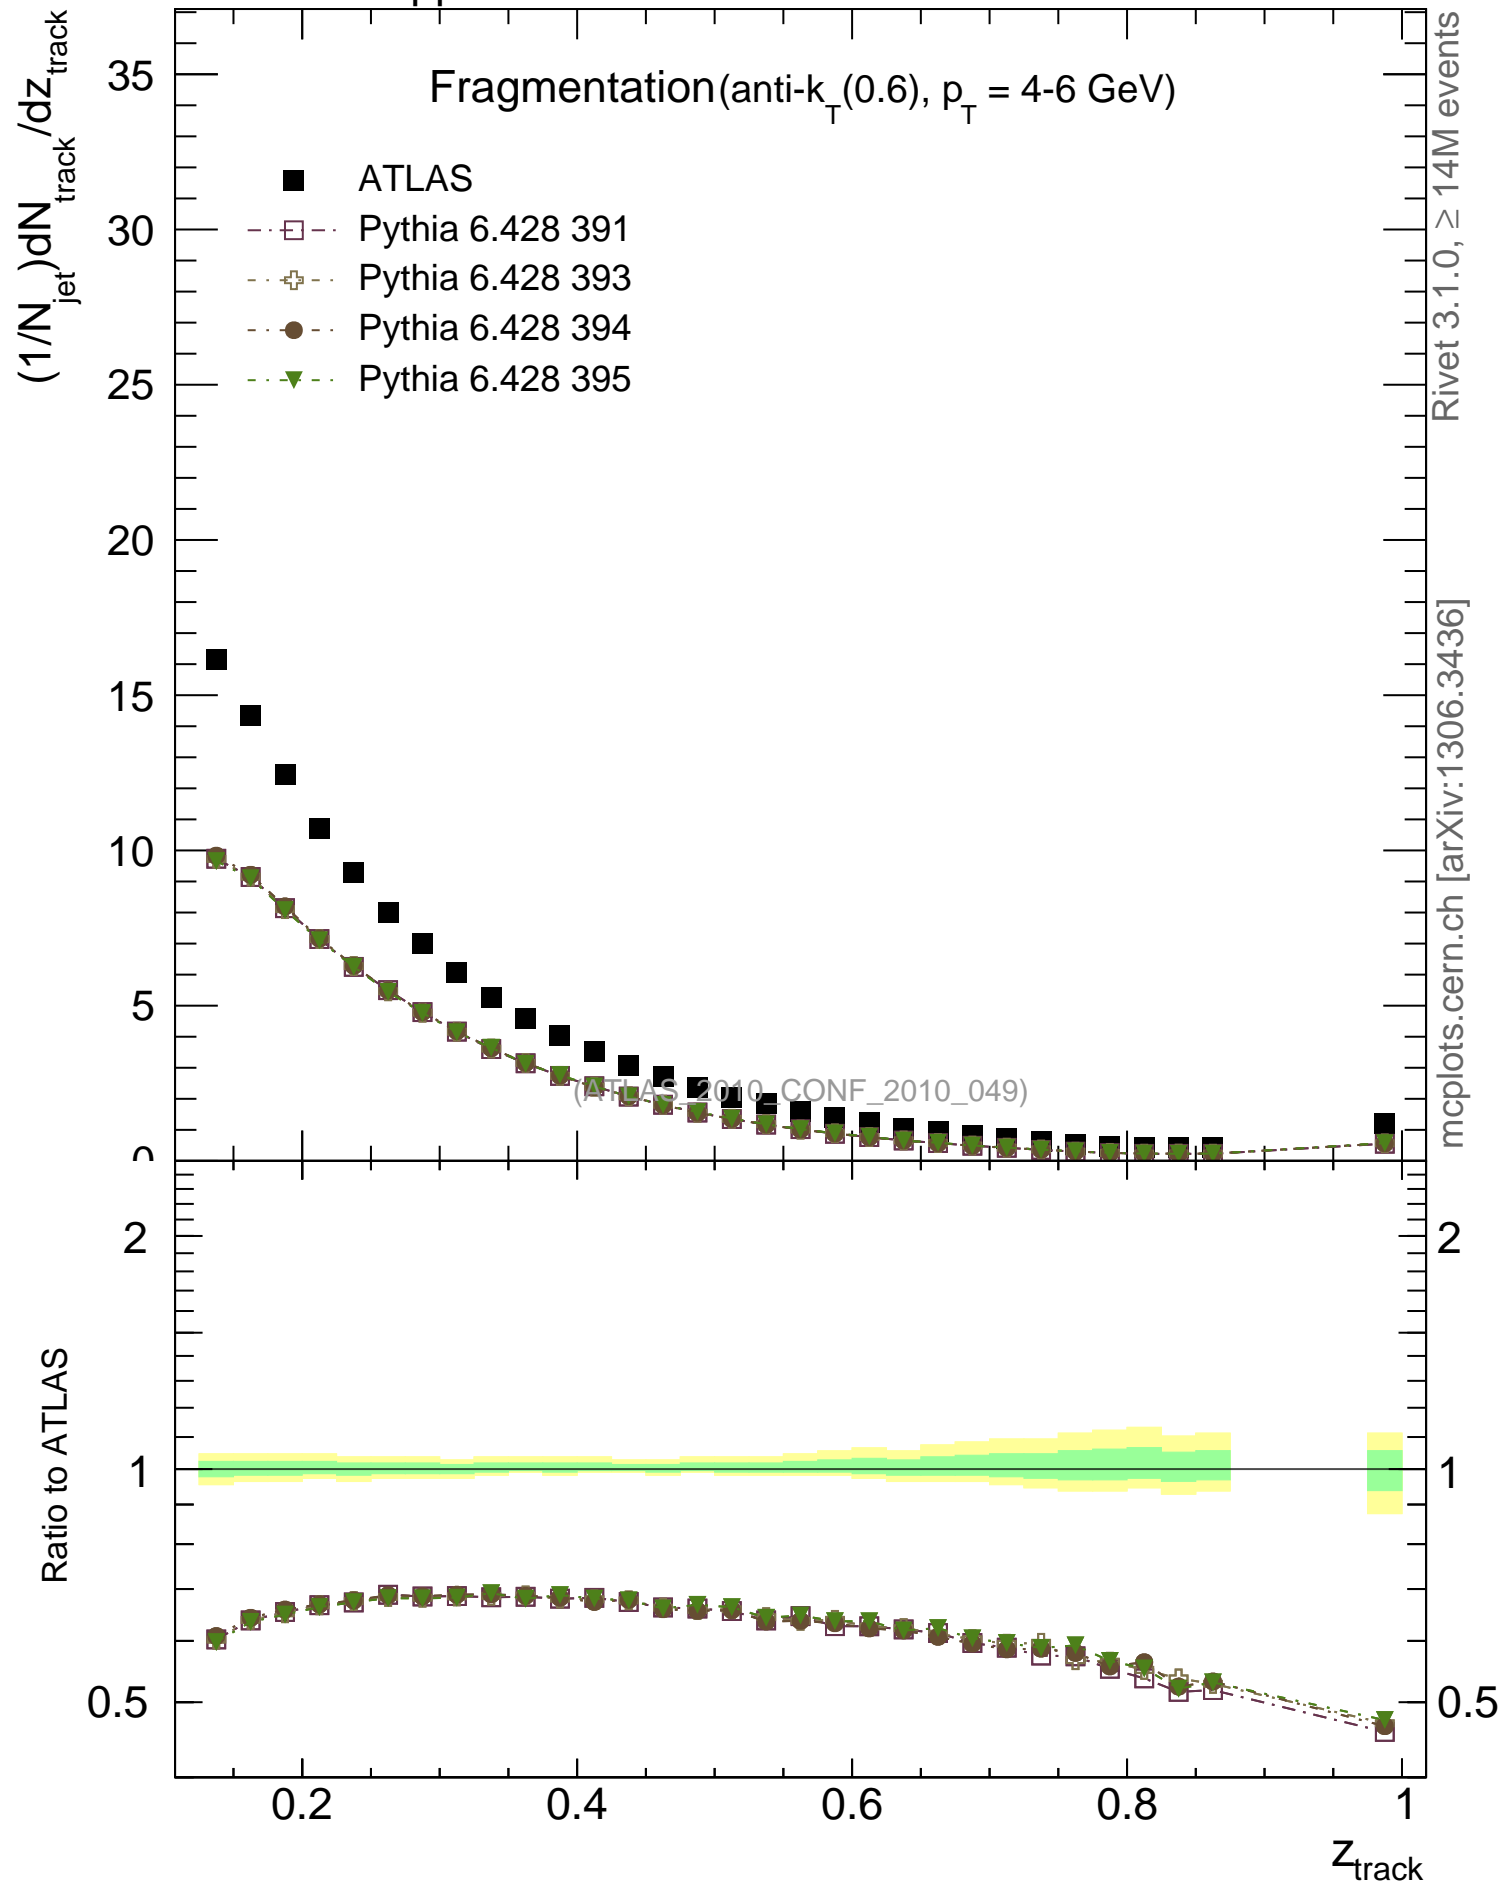 Fragmentation (anti-k_T(0.6), p_T = 4-6 GeV)
ATLAS
Pythia 6.428 391
Pythia 6.428 393
Pythia 6.428 394
Pythia 6.428 395
(1/N_jet)dN_track/dz_track
35
30
25
20
15
10
5
0
(ATLAS_2010_CONF_2010_049)
Rivet 3.1.0, ≥ 14M events
mcplots.cern.ch [arXiv:1306.3436]
Ratio to ATLAS
2
1
0.5
2
1
0.5
0.2 0.4 0.6 0.8 1
z_track